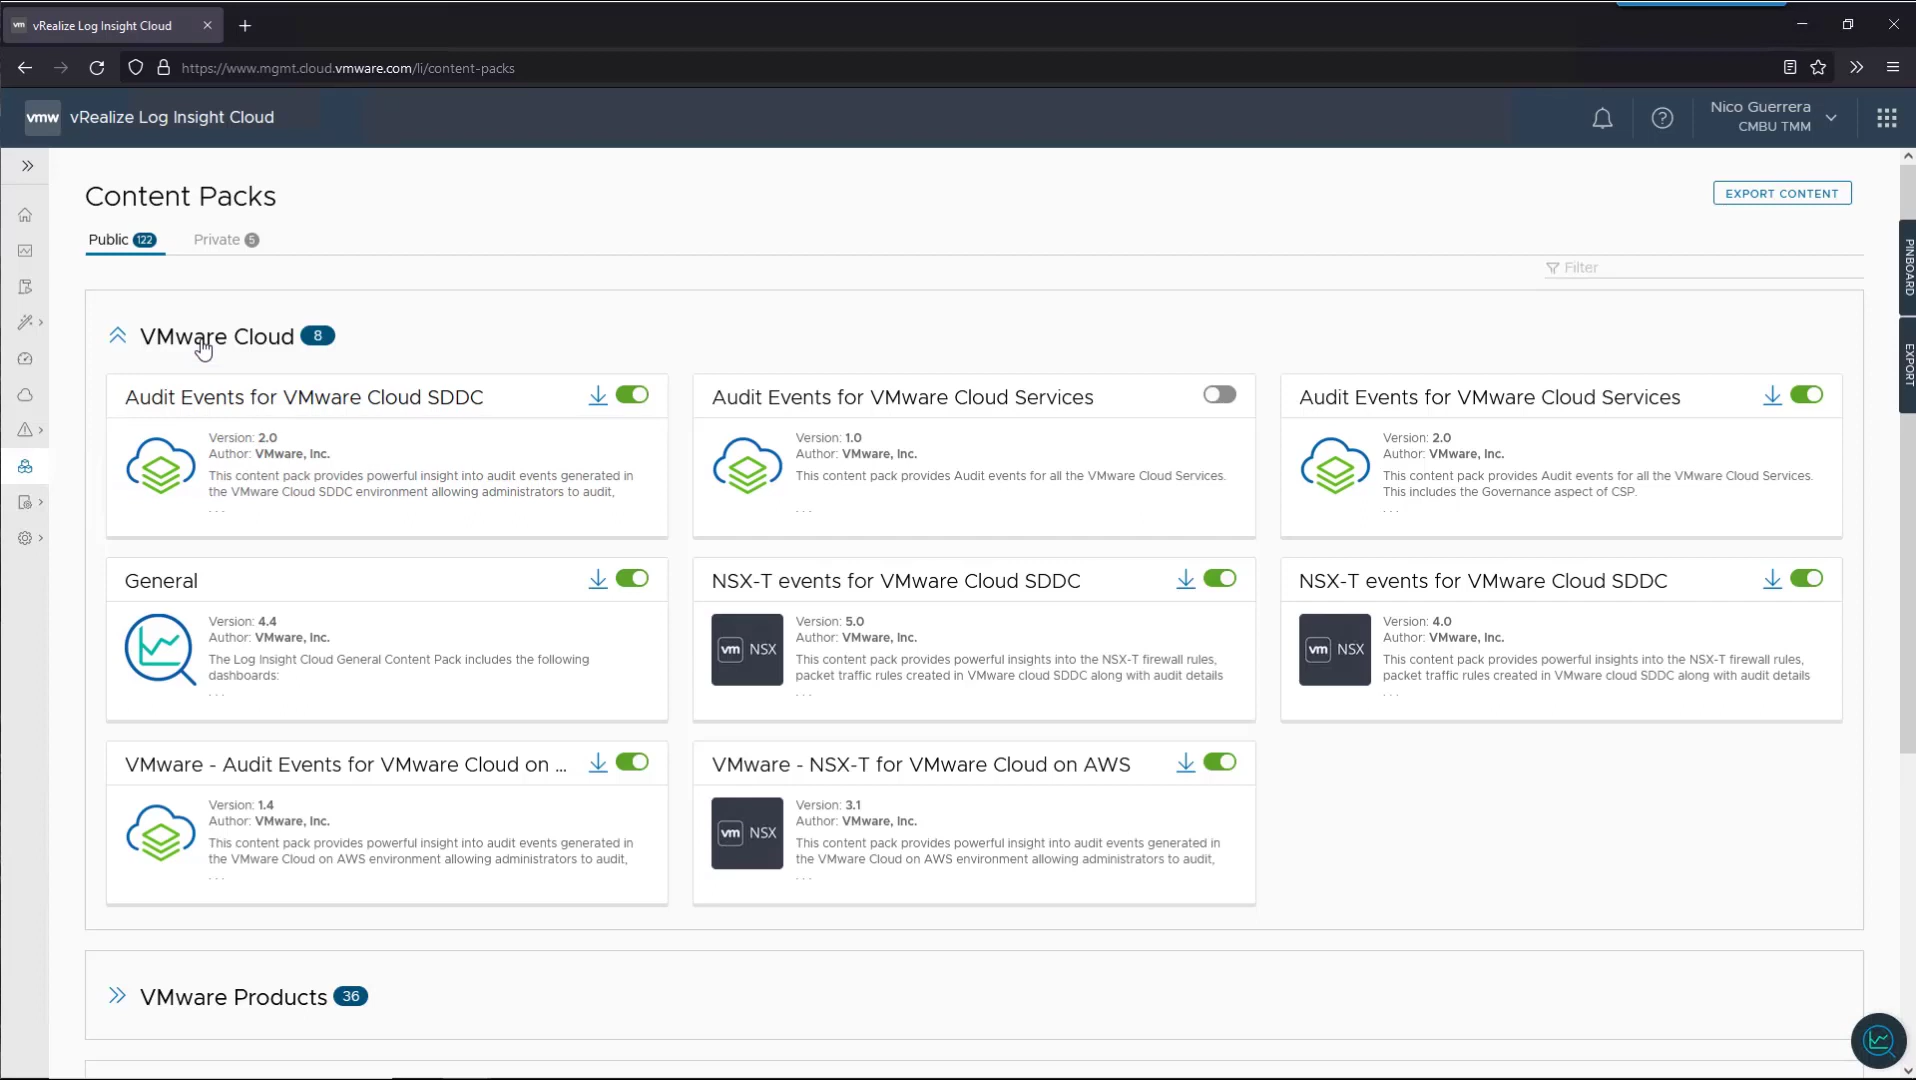 vm vRealize Log Insight Cloud
https://www.mgmt.cloud.vmware.com/li/content-packs
vmw vRealize Log Insight Cloud
Nico Guerrera
CMBU TMM
Content Packs
EXPORT CONTENT
Public 122 Private 5
Filter
PINBOARD
EXPORT
VMware Cloud 8
Audit Events for VMware Cloud SDDC
Version: 2.0
Author: VMware, Inc.
This content pack provides powerful insight into audit events generated in
the VMware Cloud SDDC environment allowing administrators to audit,
...
Audit Events for VMware Cloud Services
Version: 1.0
Author: VMware, Inc.
This content pack provides Audit events for all the VMware Cloud Services.
...
Audit Events for VMware Cloud Services
Version: 2.0
Author: VMware, Inc.
This content pack provides Audit events for all the VMware Cloud Services.
This includes the Governance aspect of CSP.
...
General
Version: 4.4
Author: VMware, Inc.
The Log Insight Cloud General Content Pack includes the following
dashboards:
...
NSX-T events for VMware Cloud SDDC
vm NSX
Version: 5.0
Author: VMware, Inc.
This content pack provides powerful insights into the NSX-T firewall rules,
packet traffic rules created in VMware cloud SDDC along with audit details
...
NSX-T events for VMware Cloud SDDC
vm NSX
Version: 4.0
Author: VMware, Inc.
This content pack provides powerful insights into the NSX-T firewall rules,
packet traffic rules created in VMware cloud SDDC along with audit details
...
VMware - Audit Events for VMware Cloud on ...
Version: 1.4
Author: VMware, Inc.
This content pack provides powerful insight into audit events generated in
the VMware Cloud on AWS environment allowing administrators to audit,
...
VMware - NSX-T for VMware Cloud on AWS
vm NSX
Version: 3.1
Author: VMware, Inc.
This content pack provides powerful insight into audit events generated in
the VMware Cloud on AWS environment allowing administrators to audit,
...
VMware Products 36